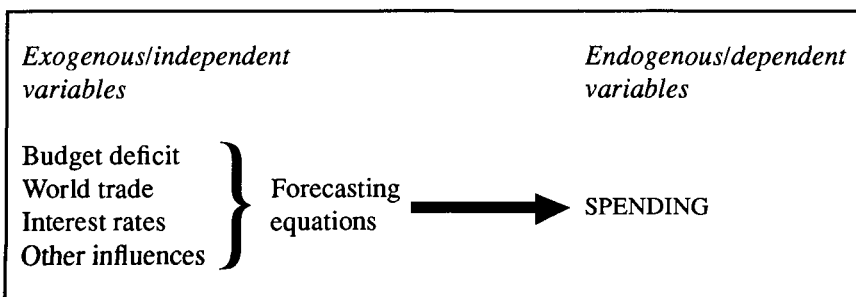 Exogenous/independent
variables
Endogenous/dependent
variables
Budget deficit
World trade
Interest rates
Other influences
Forecasting
equations
SPENDING